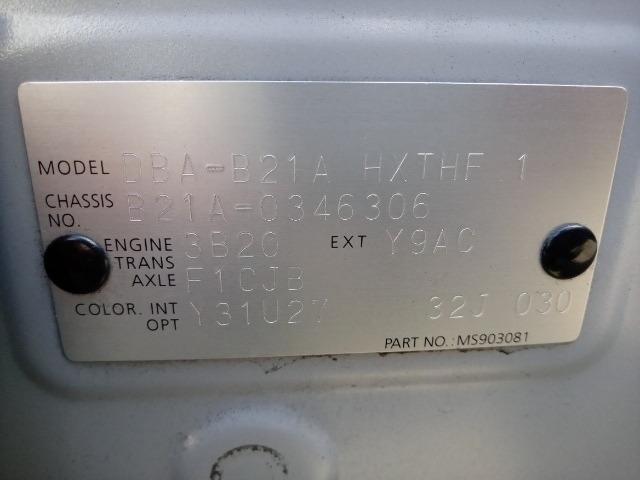 MODEL DBA-B21A HXTHF 1
CHASSIS NO. B21A-0346306
ENGINE 3B20 EXT Y9AC
TRANS AXLE F1CJB
COLOR. INT OPT Y31U27 32J 030
PART NO.:MS903081